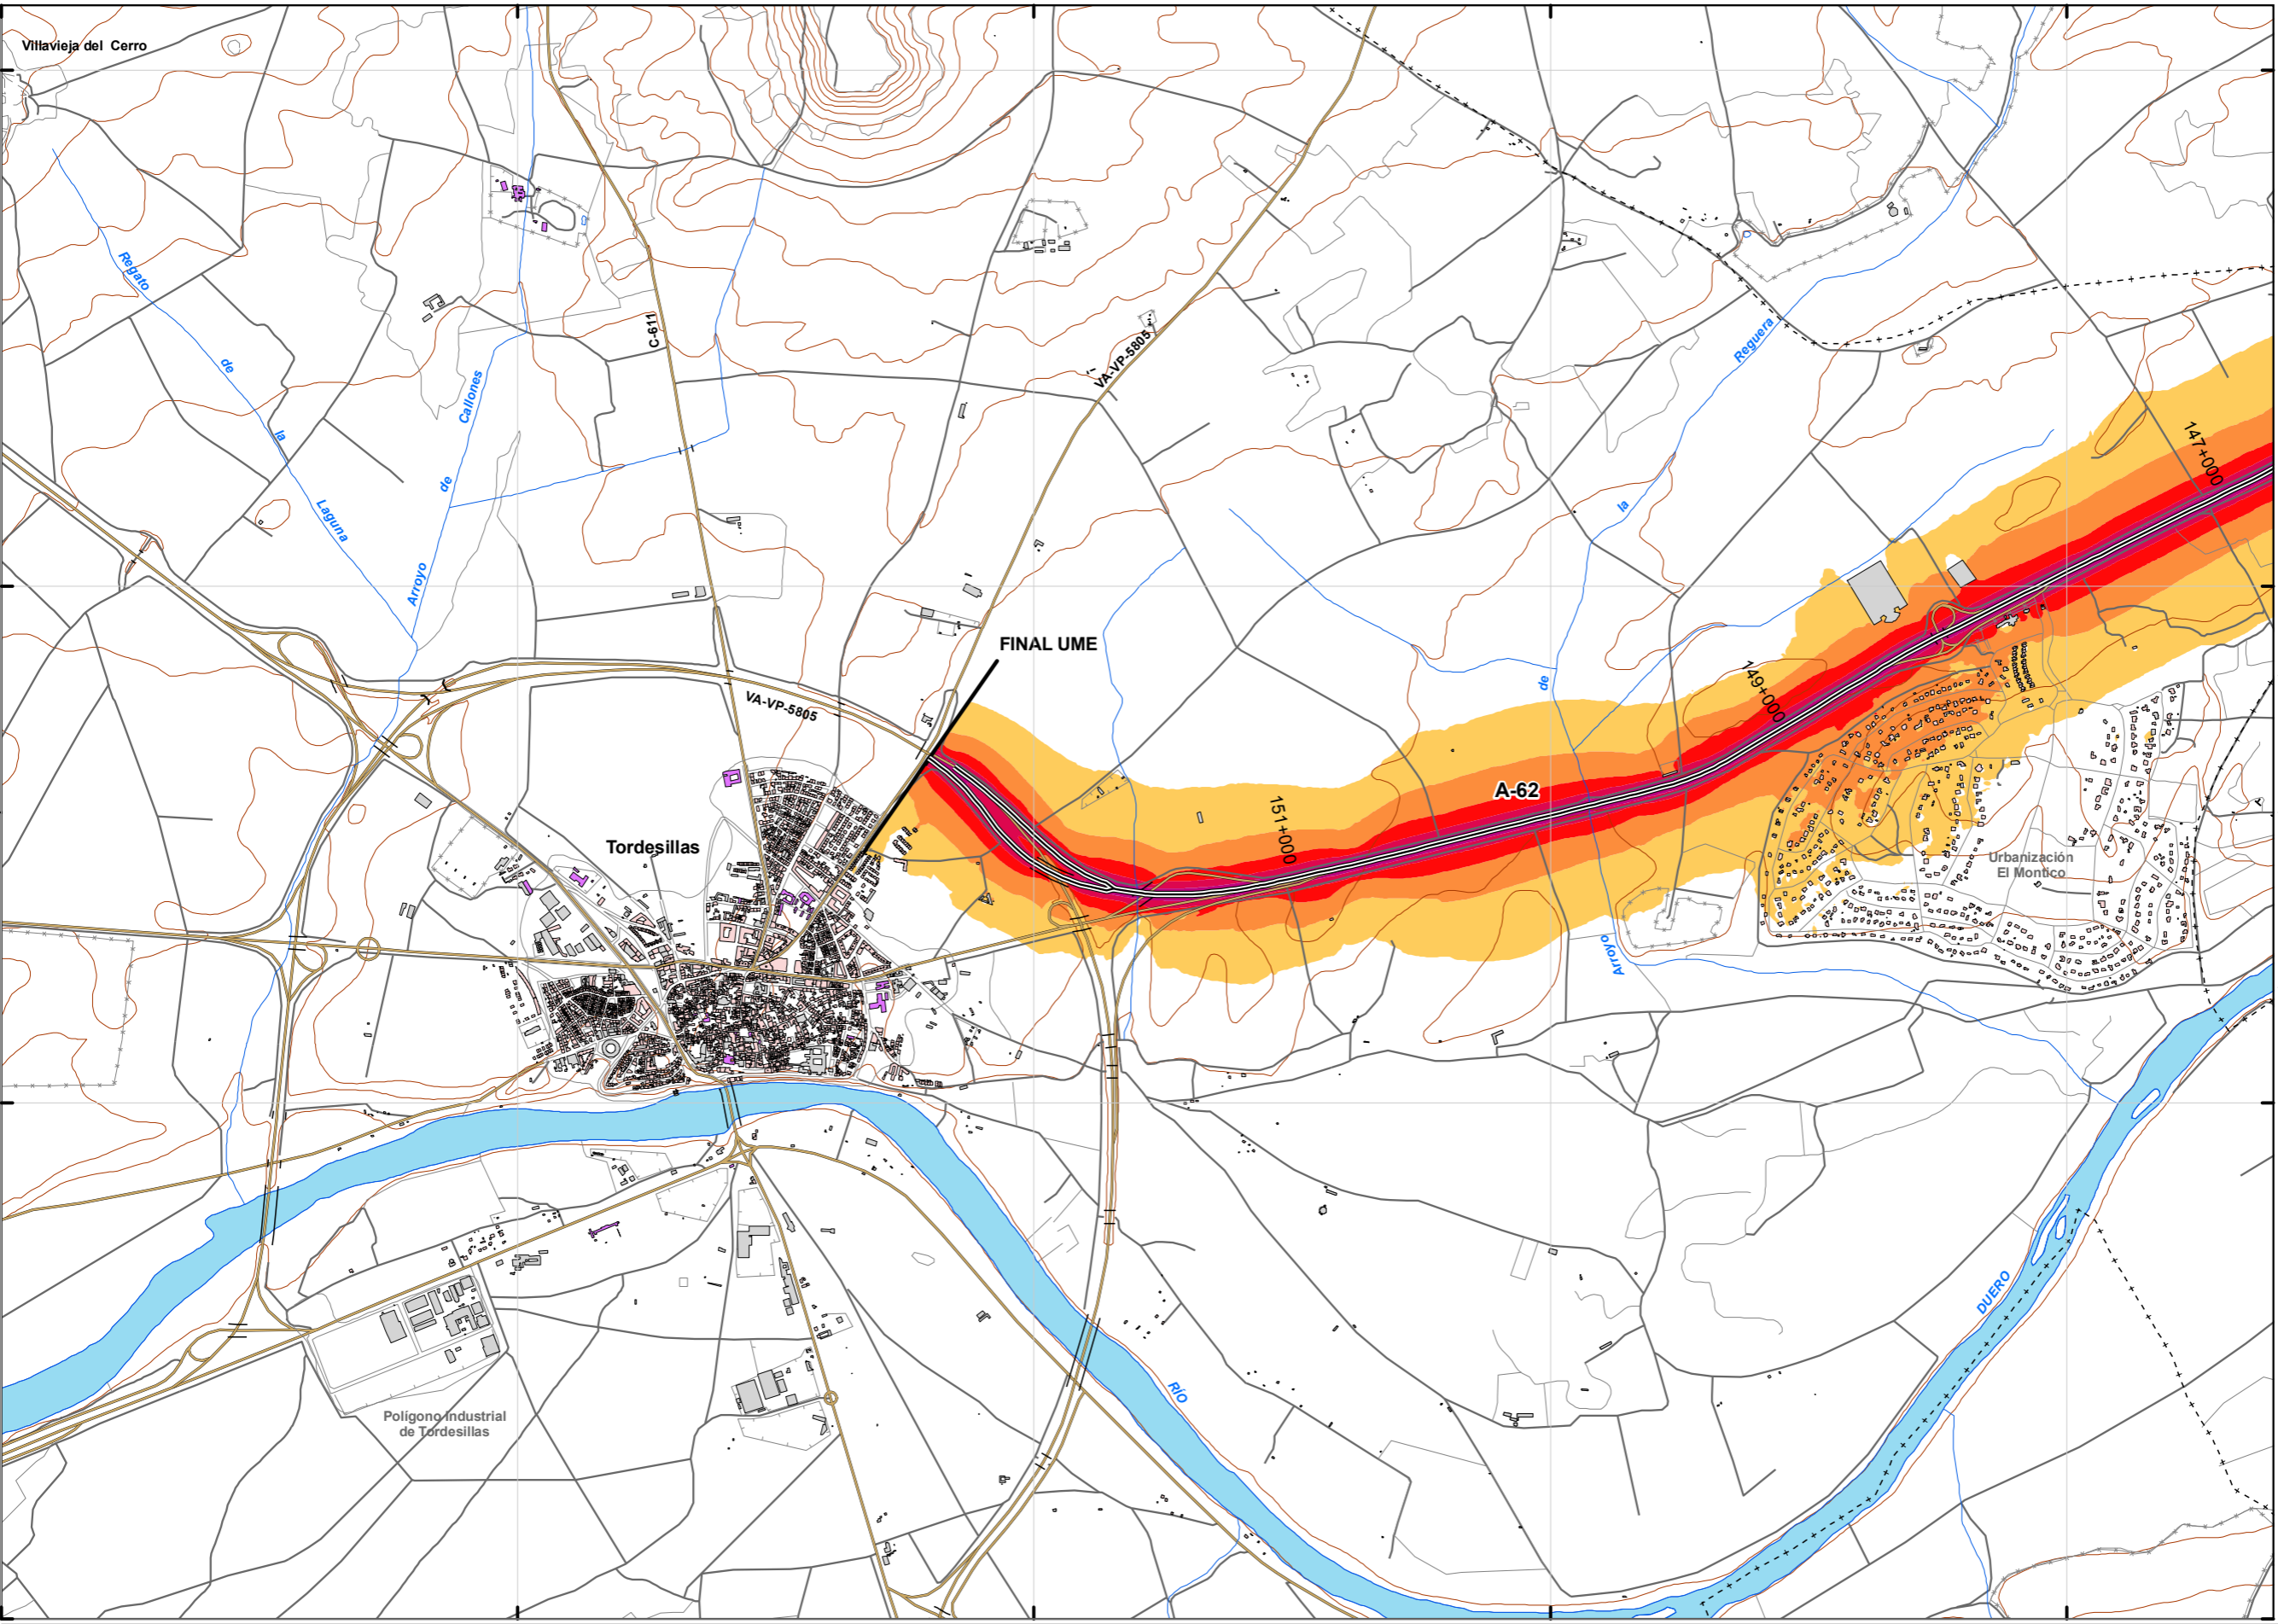 Villavieja del Cerro
Regato
de
la
Laguna
Arroyo
de
Callones
C-611
VA-VP-5805
Reguera
la
de
Arroyo
147+000
149+000
151+000
FINAL UME
VA-VP-5805
A-62
Tordesillas
Urbanización
El Montico
RÍO
DUERO
Polígono Industrial
de Tordesillas